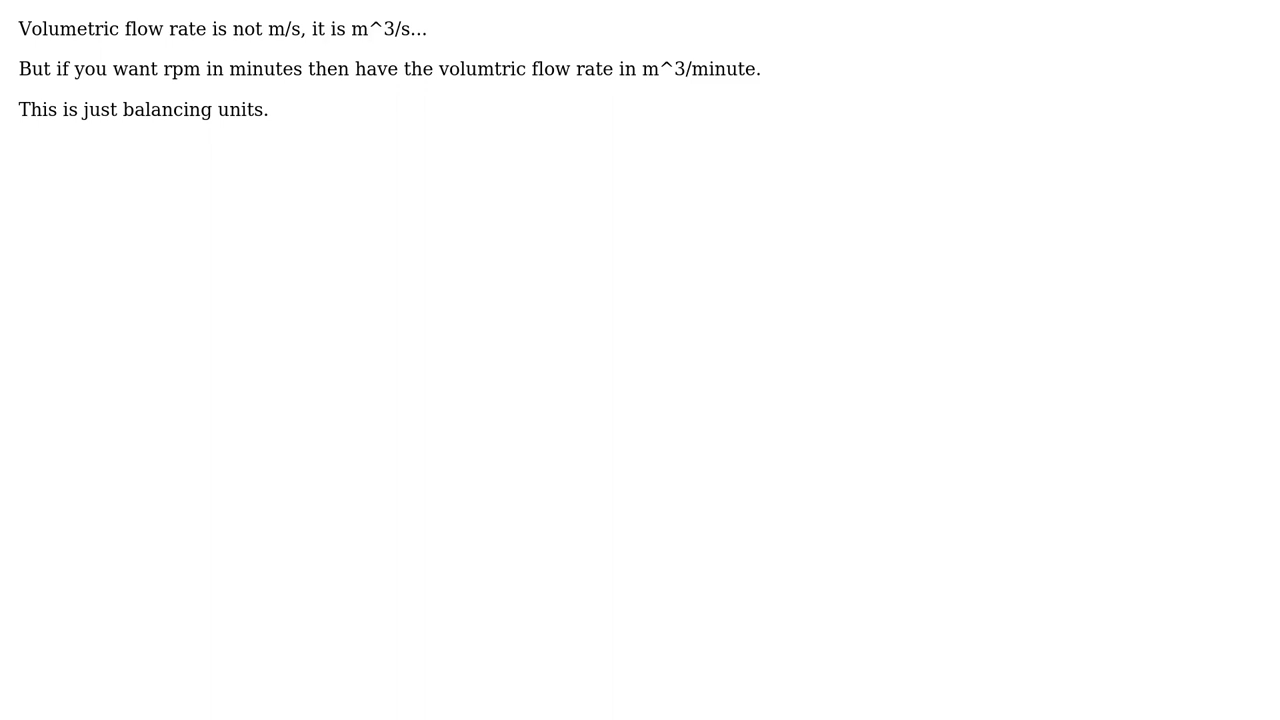 Volumetric flow rate is not m/s, it is m^3/s...
But if you want rpm in minutes then have the volumtric flow rate in m^3/minute.
This is just balancing units.